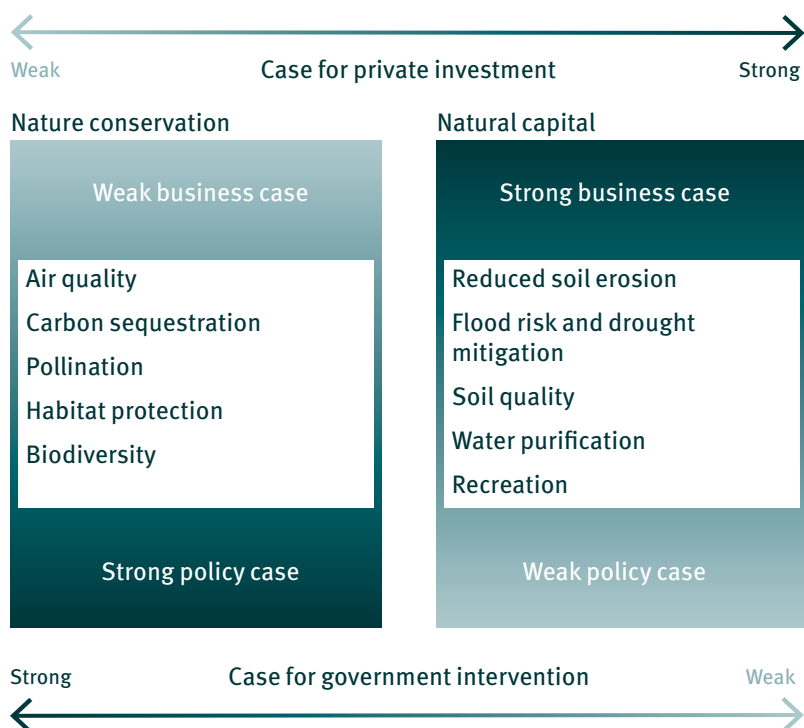 Weak
Case for private investment
Strong
Nature conservation
Weak business case
Air quality
Carbon sequestration
Pollination
Habitat protection
Biodiversity
Strong policy case
Natural capital
Strong business case
Reduced soil erosion
Flood risk and drought
mitigation
Soil quality
Water purification
Recreation
Weak policy case
Strong
Case for government intervention
Weak